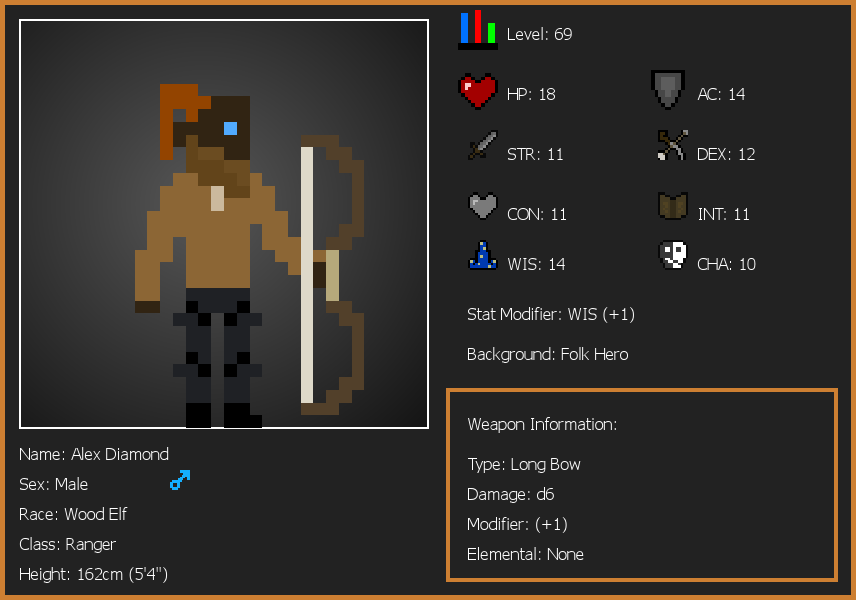 Level: 69
HP: 18
AC: 14
STR: 11
DEX: 12
CON: 11
INT: 11
WIS: 14
CHA: 10
Stat Modifier: WIS (+1)
Background: Folk Hero
Weapon Information:
Type: Long Bow
Damage: d6
Modifier: (+1)
Elemental: None
Name: Alex Diamond
Sex: Male
Race: Wood Elf
Class: Ranger
Height: 162cm (5'4")